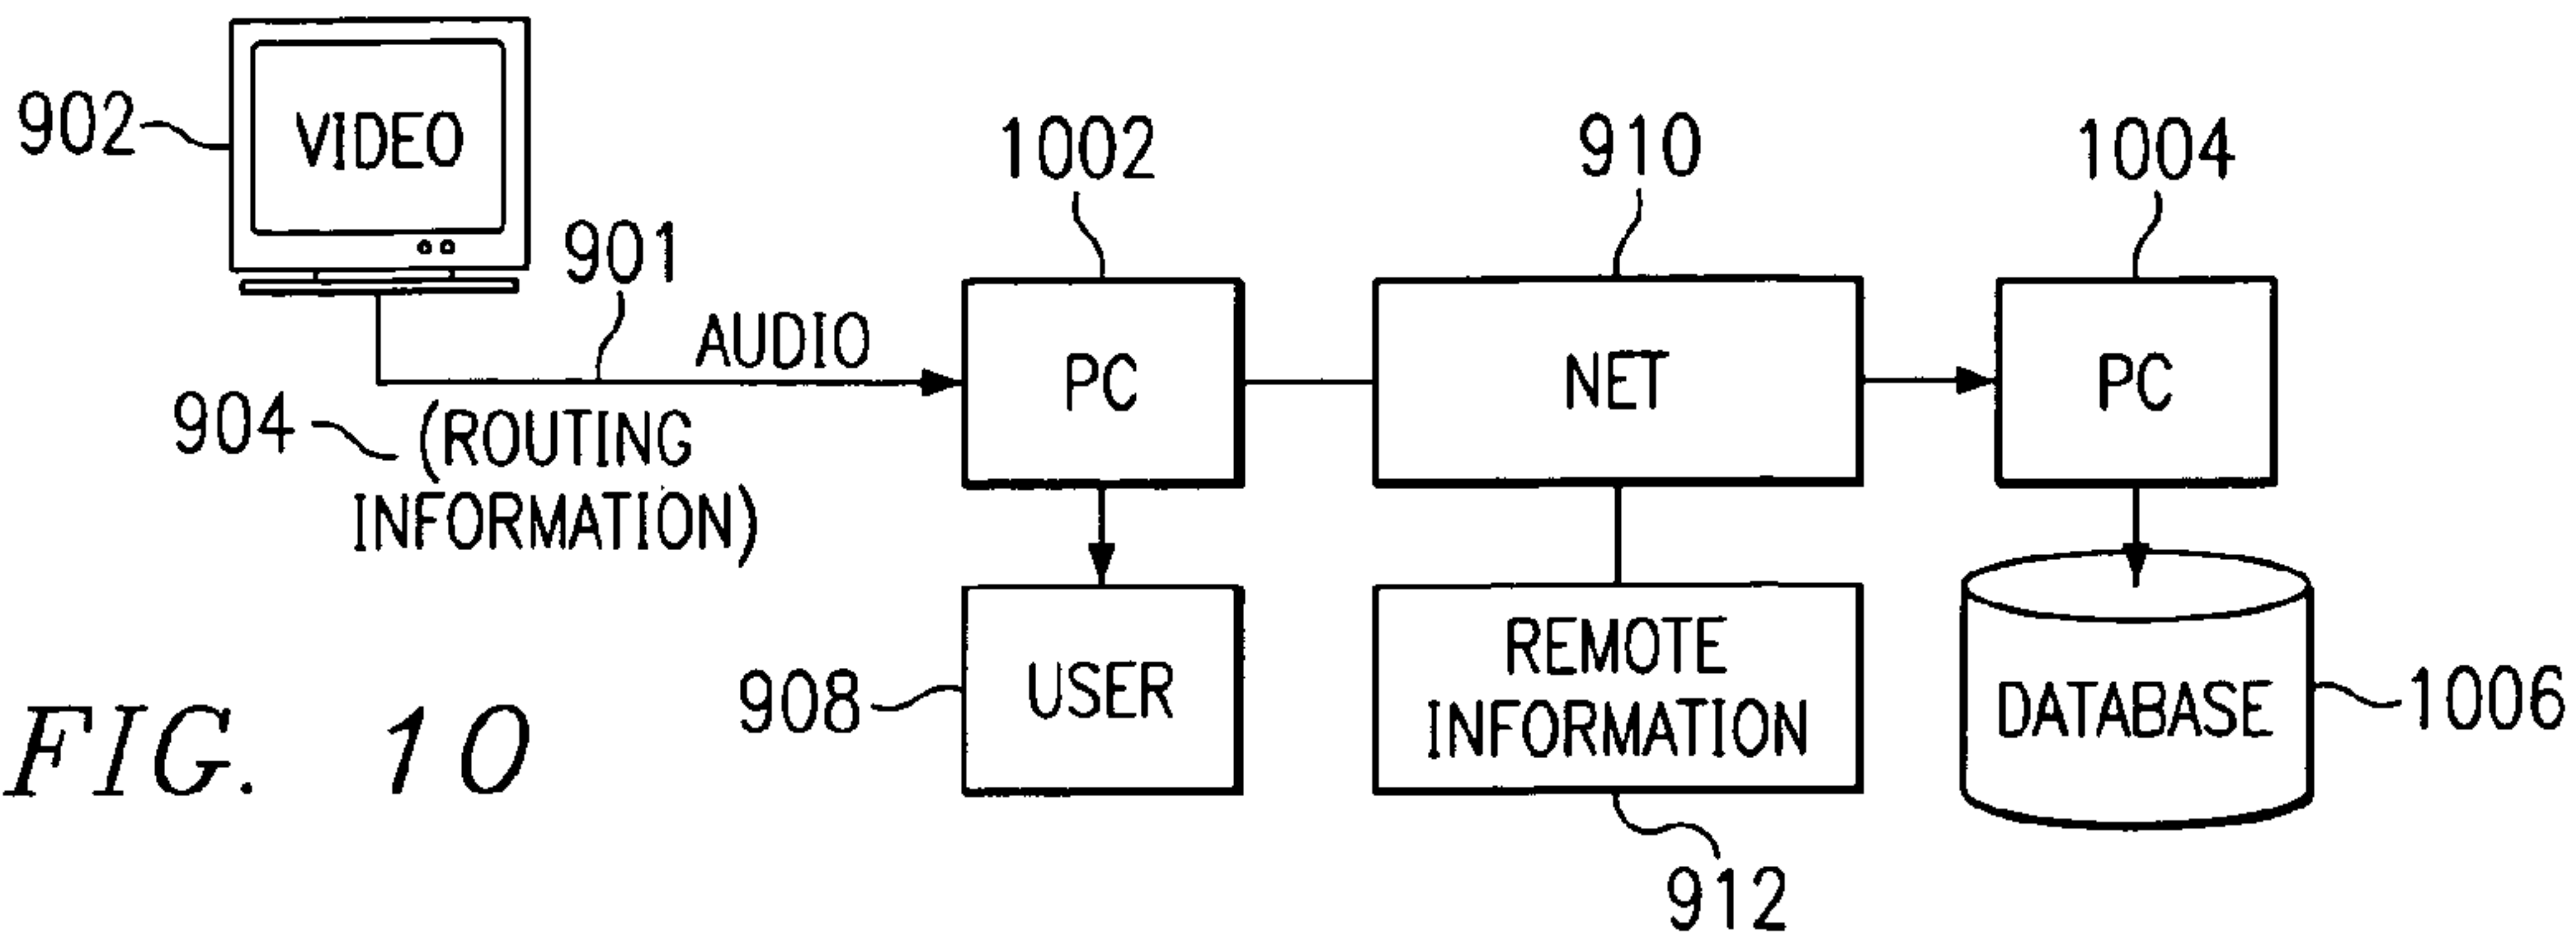 902
VIDEO
901
AUDIO
904
(ROUTING
INFORMATION)
1002
PC
910
NET
1004
PC
908
USER
REMOTE
INFORMATION
912
DATABASE
1006
FIG. 10